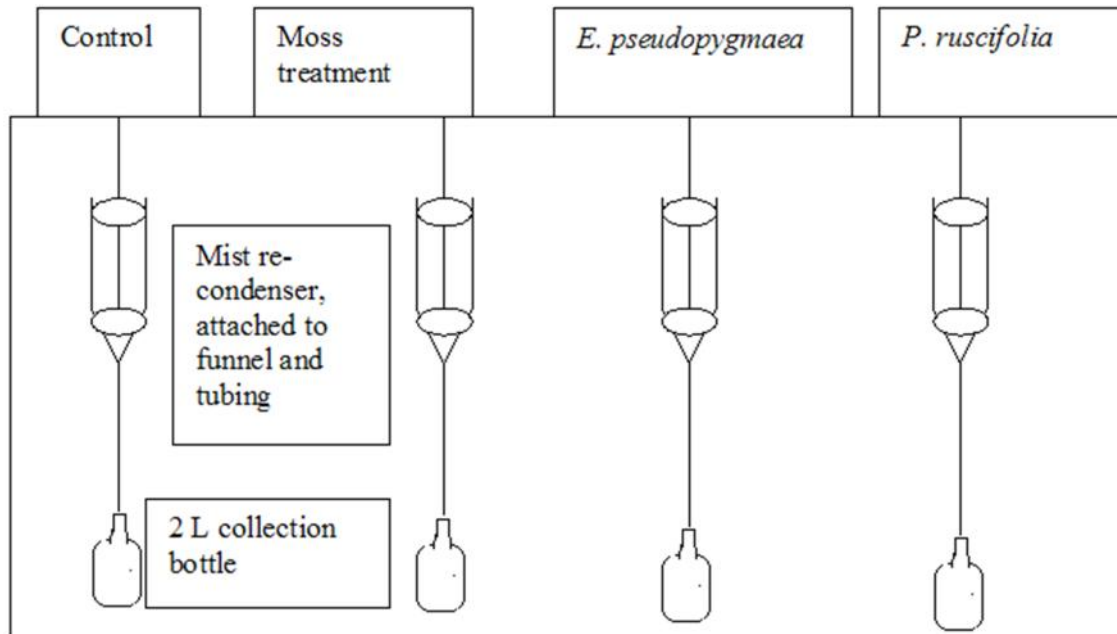 Control
Moss
treatment
E. pseudopygmaea
P. ruscifolia
Mist re-
condenser,
attached to
funnel and
tubing
2 L collection
bottle